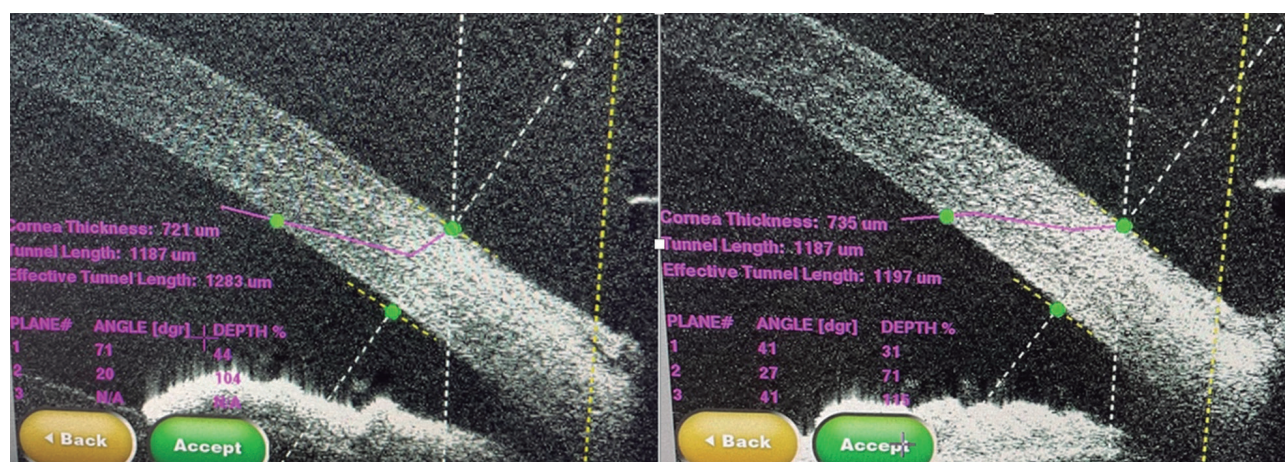 Cornea Thickness: 721 um
Tunnel Length: 1187 um
Effective Tunnel Length: 1283 um
PLANE# ANGLE [dgr] DEPTH %
1 71 44
2 20 104
3 N/A N/A
Back
Accept
Cornea Thickness: 735 um
Tunnel Length: 1187 um
Effective Tunnel Length: 1197 um
PLANE# ANGLE [dgr] DEPTH %
1 41 31
2 27 71
3 41
Back
Accept